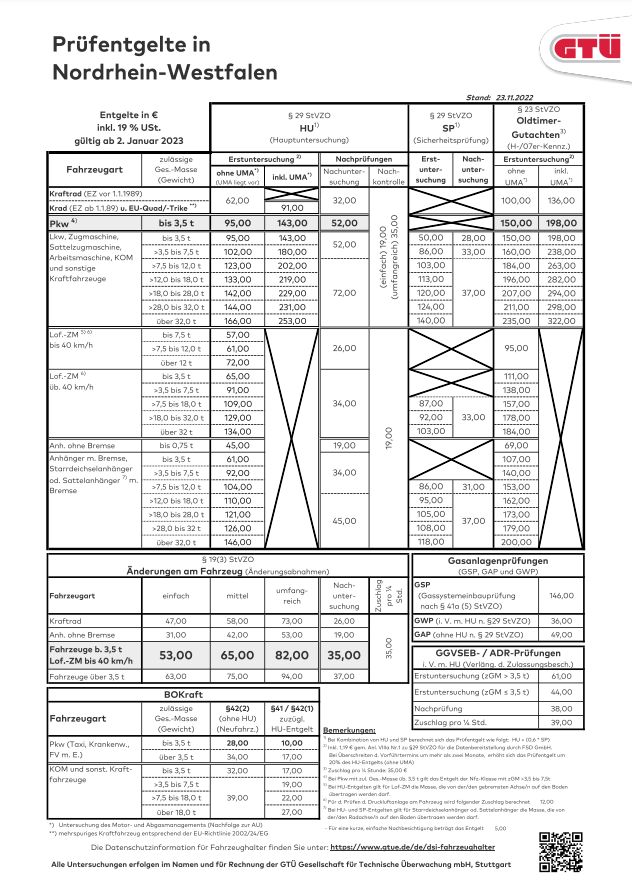 Prüfentgelte in
Nordrhein-Westfalen
GTÜ
Stand: 23.11.2022
Entgelte in €
inkl. 19 % USt.
gültig ab 2. Januar 2023
§ 29 StVZO
HU 1)
(Hauptuntersuchung)
§ 29 StVZO
SP 1)
(Sicherheitsprüfung)
§ 23 StVZO
Oldtimer-
Gutachten 3)
(H-/07er-Kennz.)
Fahrzeugart
zulässige
Ges.-Masse
(Gewicht)
Erstuntersuchung 2)
ohne UMA*)
(UMA liegt vor)
inkl. UMA*)
Nachprüfungen
Nachunter-
suchung
Nach-
kontrolle
Erst-
unter-
suchung
Nach-
unter-
suchung
Erstuntersuchung 2)
ohne
UMA*)
inkl.
UMA*)
Kraftrad (EZ vor 1.1.1989)
62,00 32,00 100,00 136,00
Krad (EZ ab 1.1.89) u. EU-Quad/-Trike **)
91,00
(einfach) 19,00
(umfangreich) 35,00
Pkw 4) bis 3,5 t 95,00 143,00 52,00 150,00 198,00
Lkw, Zugmaschine,
Sattelzugmaschine,
Arbeitsmaschine, KOM
und sonstige
Kraftfahrzeuge
bis 3,5 t 95,00 143,00 52,00 50,00 28,00 150,00 198,00
>3,5 bis 7,5 t 102,00 180,00 86,00 33,00 160,00 238,00
>7,5 bis 12,0 t 123,00 202,00 72,00 103,00 37,00 184,00 263,00
>12,0 bis 18,0 t 133,00 219,00 113,00 196,00 282,00
>18,0 bis 28,0 t 142,00 229,00 120,00 207,00 294,00
>28,0 bis 32,0 t 144,00 231,00 124,00 211,00 298,00
über 32,0 t 166,00 253,00 140,00 235,00 322,00
Lof.-ZM 5) 6)
bis 40 km/h
bis 7,5 t 57,00 26,00 95,00
>7,5 bis 12,0 t 61,00
über 12 t 72,00
Lof.-ZM 6)
üb. 40 km/h
bis 3,5 t 65,00 34,00 111,00
>3,5 bis 7,5 t 91,00 138,00
>7,5 bis 18,0 t 109,00 87,00 33,00 157,00
>18,0 bis 32,0 t 129,00 92,00 178,00
über 32 t 134,00 103,00 184,00
19,00
Anh. ohne Bremse bis 0,75 t 45,00 19,00 69,00
Anhänger m. Bremse,
Starrdeichselanhänger
od. Sattelanhänger 7) m.
Bremse
bis 3,5 t 61,00 34,00 107,00
>3,5 bis 7,5 t 92,00 140,00
>7,5 bis 12,0 t 104,00 86,00 31,00 153,00
>12,0 bis 18,0 t 110,00 45,00 95,00 37,00 162,00
>18,0 bis 28,0 t 121,00 105,00 173,00
>28,0 bis 32 t 126,00 108,00 179,00
über 32,0 t 146,00 118,00 200,00
§ 19(3) StVZO
Änderungen am Fahrzeug (Änderungsabnahmen)
Fahrzeugart einfach mittel
umfang-
reich
Nach-
unter-
suchung
Zuschlag
pro ¼
Std.
Kraftrad 47,00 58,00 73,00 26,00
Anh. ohne Bremse 31,00 42,00 53,00 19,00
Fahrzeuge b. 3,5 t
Lof.-ZM bis 40 km/h
53,00 65,00 82,00 35,00
Fahrzeuge über 3,5 t 63,00 75,00 94,00 37,00
35,00
Gasanlagenprüfungen
(GSP, GAP und GWP)
GSP
(Gassystemeinbauprüfung
nach § 41a (5) StVZO)
146,00
GWP (i. V. m. HU n. §29 StVZO) 36,00
GAP (ohne HU n. § 29 StVZO) 49,00
GGVSEB- / ADR-Prüfungen
i. V. m. HU (Verläng. d. Zulassungsbesch.)
Erstuntersuchung (zGM > 3,5 t) 61,00
Erstuntersuchung (zGM ≤ 3,5 t) 44,00
Nachprüfung 38,00
Zuschlag pro ¼ Std. 39,00
BOKraft
Fahrzeugart
zulässige
Ges.-Masse
(Gewicht)
§42(2)
(ohne HU)
(Neufahrz.)
§41 / §42(1)
zuzügl.
HU-Entgelt
Pkw (Taxi, Krankenw.,
FV m. E.)
bis 3,5 t 28,00 10,00
über 3,5 t 34,00 17,00
KOM und sonst. Kraft-
fahrzeuge
bis 3,5 t 32,00 17,00
>3,5 bis 7,5 t 39,00 19,00
>7,5 bis 18,0 t 22,00
über 18,0 t 27,00
Bemerkungen:
1) Bei Kombination von HU und SP berechnet sich das Prüfentgelt wie folgt: HU + (0,6 * SP)
2) Inkl. 1,19 € gem. Anl. VIIIa Nr.1 zu §29 StVZO für die Datenbereitstellung durch FSD GmbH.
Bei Überschreiten d. Vorführtermins um mehr als zwei Monate, erhöht sich das Prüfentgelt um
20% des HU-Entgelts (ohne UMA)
3) Zuschlag pro ¼ Stunde: 35,00 €
4) Bei Pkw mit zul. Ges.-Masse üb. 3,5 t gilt das Entgelt der Nfz-Klasse mit zGM >3,5 bis 7,5t
5) Bei HU-Entgelten gilt für Lof-ZM die Masse, die von der/den gebremsten Achse/n auf den Boden
übertragen werden darf.
6) Für d. Prüfen d. Druckluftanlage am Fahrzeug wird folgender Zuschlag berechnet 12,00
7) Bei HU- und SP-Entgelten gilt für Starrdeichselanhänger od. Sattelanhänger die Masse, die von
der/den Radachse/n auf den Boden übertragen werden darf.
- Für eine kurze, einfache Nachbesichtigung beträgt das Entgelt 5,00
*) Untersuchung des Motor- und Abgasmanagements (Nachfolge zur AU)
**) mehrspuriges Kraftfahrzeug entsprechend der EU-Richtlinie 2002/24/EG
Die Datenschutzinformation für Fahrzeughalter finden Sie unter: https://www.gtue.de/de/dsi-fahrzeughalter
Alle Untersuchungen erfolgen im Namen und für Rechnung der GTÜ Gesellschaft für Technische Überwachung mbH, Stuttgart